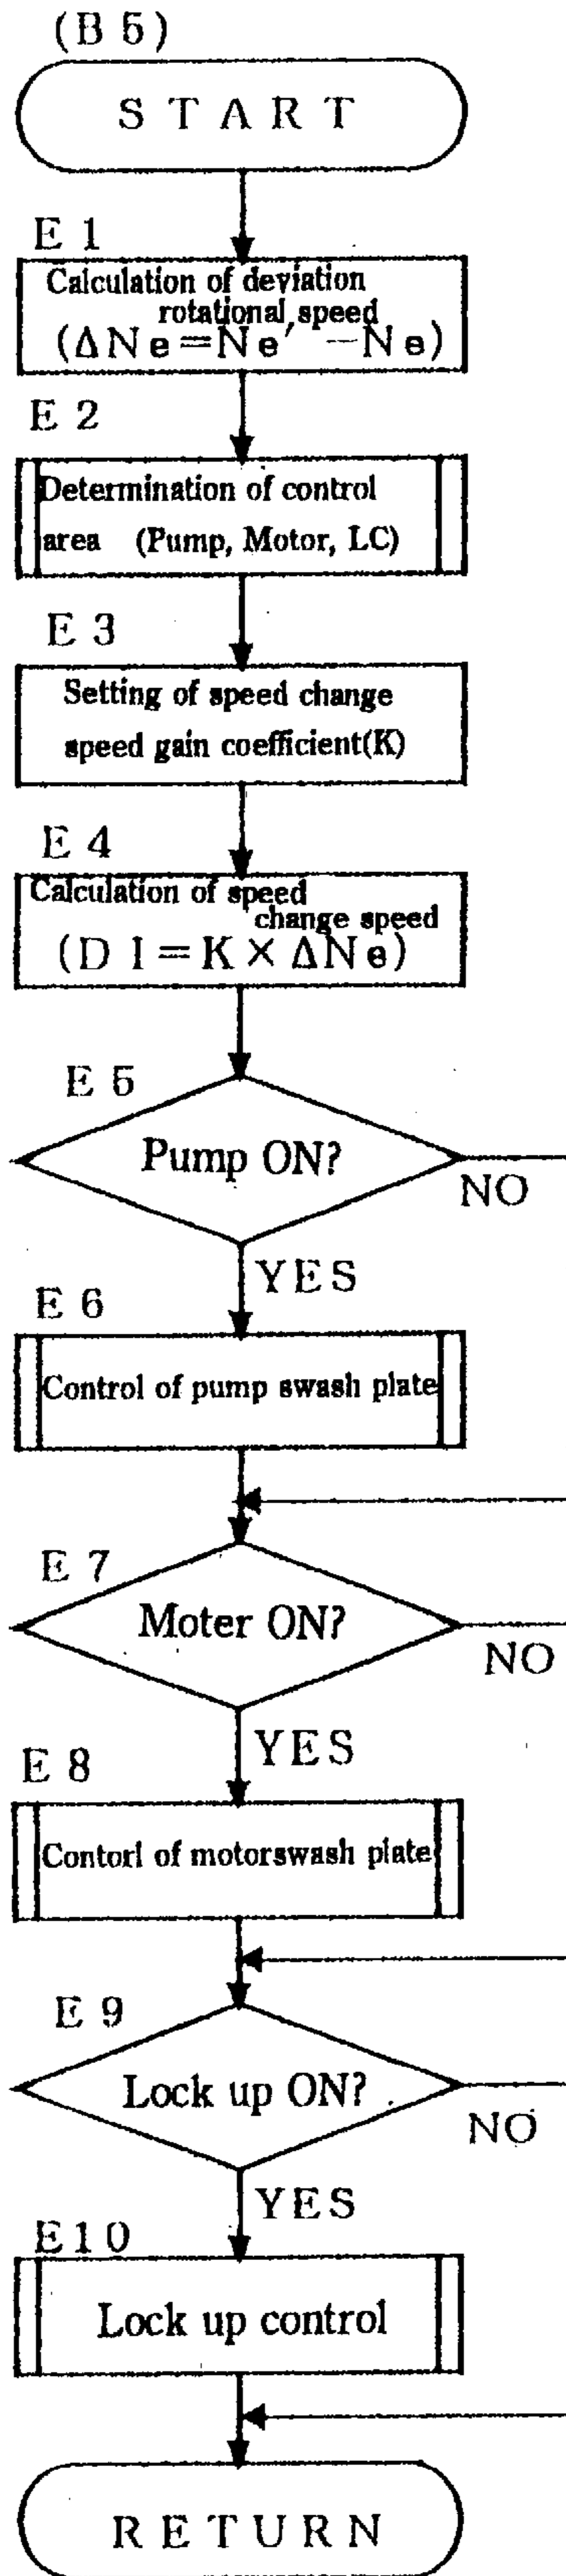 (B5)
START
E1
Calculation of deviation
rotational speed
(ΔNe=Ne'-Ne)
E2
Determination of control
area (Pump, Motor, LC)
E3
Setting of speed change
speed gain coefficient(K)
E4
Calculation of speed
change speed
(DI=K×ΔNe)
E5
Pump ON?
NO
YES
E6
Control of pump swash plate
E7
Moter ON?
NO
YES
E8
Contorl of motorswash plate
E9
Lock up ON?
NO
YES
E10
Lock up control
RETURN